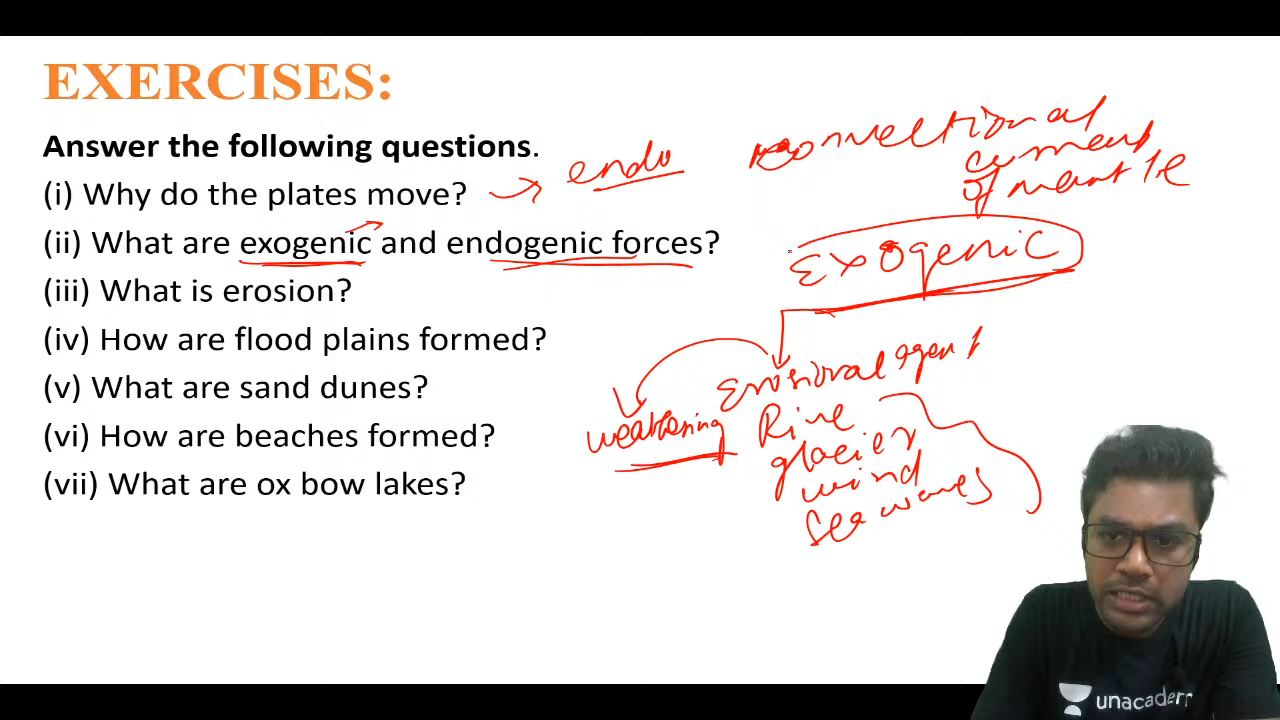 EXERCISES:
Answer the following questions.
(i) Why do the plates move?
(ii) What are exogenic and endogenic forces?
(iii) What is erosion?
(iv) How are flood plains formed?
(v) What are sand dunes?
(vi) How are beaches formed?
(vii) What are ox bow lakes?
endo
convectional
current
of mantle
Exogenic
Erosional agent
weathering
River
glacier
wind
Sea waves
unacadem